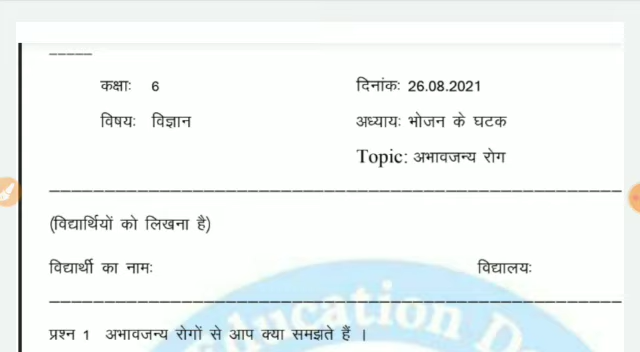 कक्षाः 6 दिनांकः 26.08.2021
विषयः विज्ञान अध्यायः भोजन के घटक
Topic: अभावजन्य रोग
(विद्यार्थियों को लिखना है)
विद्यार्थी का नामः विद्यालयः
प्रश्न 1 अभावजन्य रोगों से आप क्या समझते हैं ।
Education D